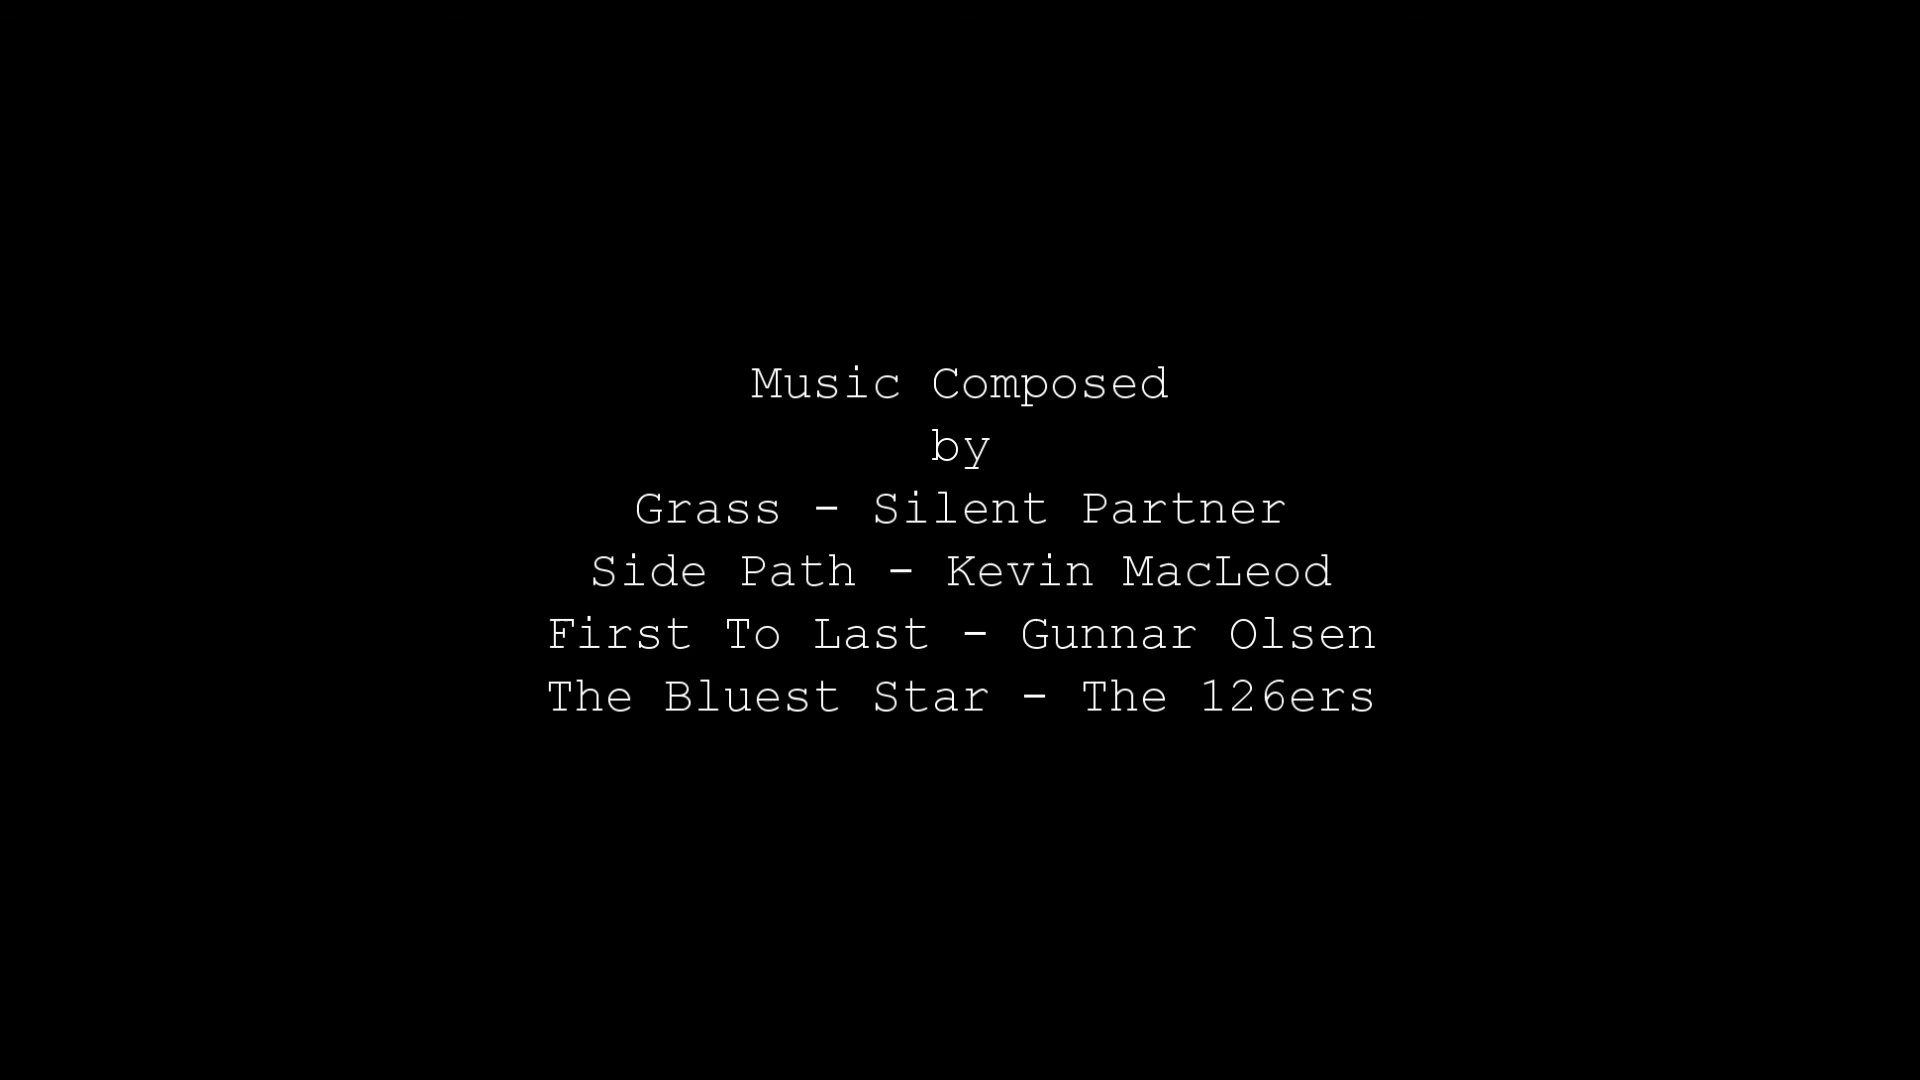 Music Composed
by
Grass - Silent Partner
Side Path - Kevin MacLeod
First To Last - Gunnar Olsen
The Bluest Star - The 126ers